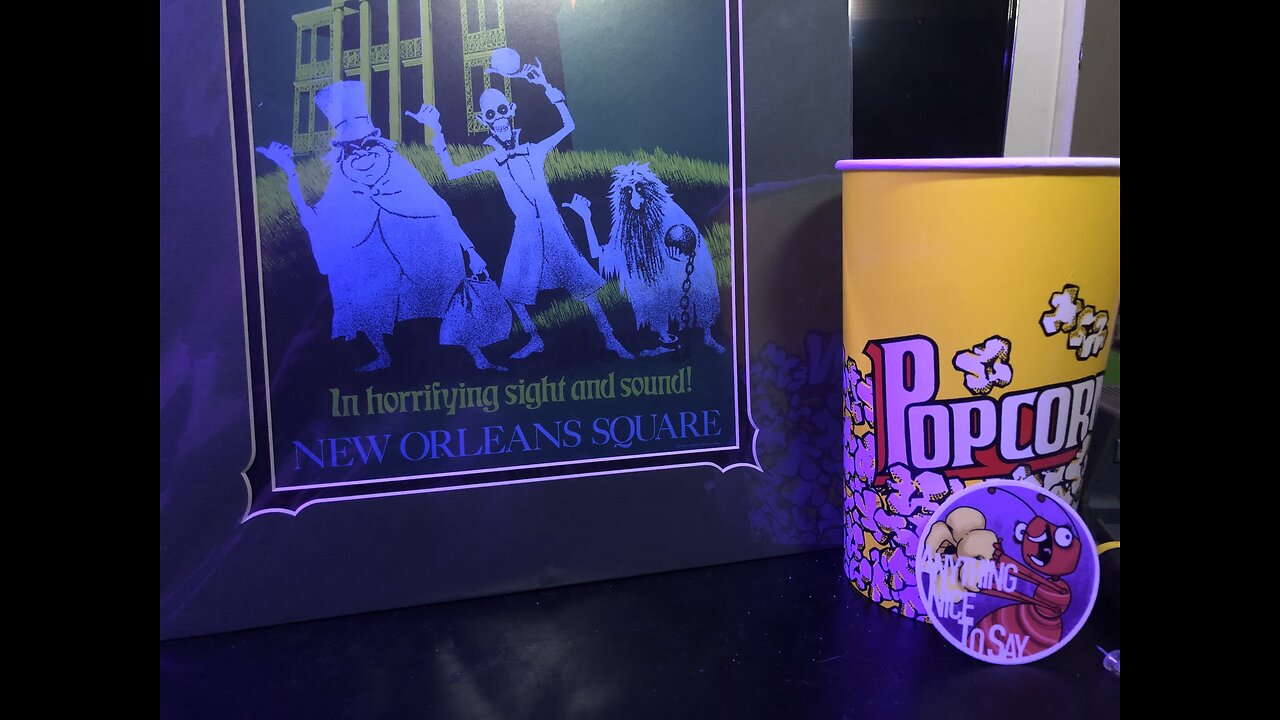 In horrifying sight and sound!
NEW ORLEANS SQUARE
POPCORN
ANYTHING
NICE
TO SAY